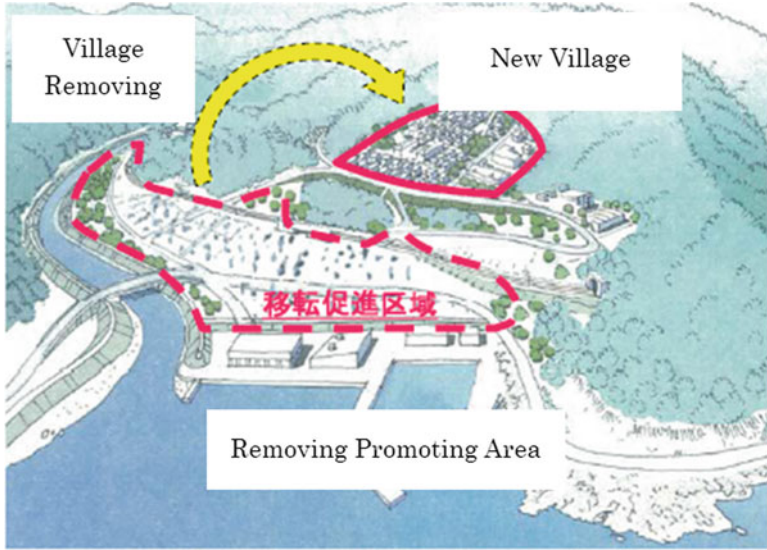 Village
Removing
New Village
移転促進区域
Removing Promoting Area